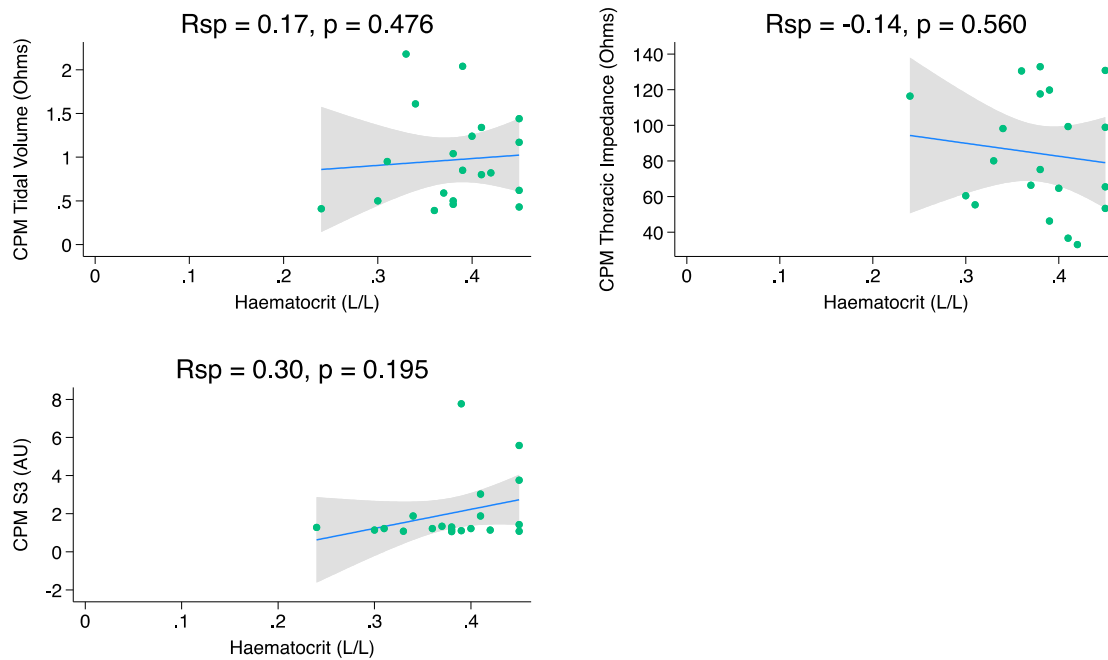 Rsp = 0.17, p = 0.476
CPM Tidal Volume (Ohms)
2
1.5
1
.5
0
0 .1 .2 .3 .4
Haematocrit (L/L)
Rsp = -0.14, p = 0.560
CPM Thoracic Impedance (Ohms)
140
120
100
80
60
40
0 .1 .2 .3 .4
Haematocrit (L/L)
Rsp = 0.30, p = 0.195
CPM S3 (AU)
8
6
4
2
0
-2
0 .1 .2 .3 .4
Haematocrit (L/L)